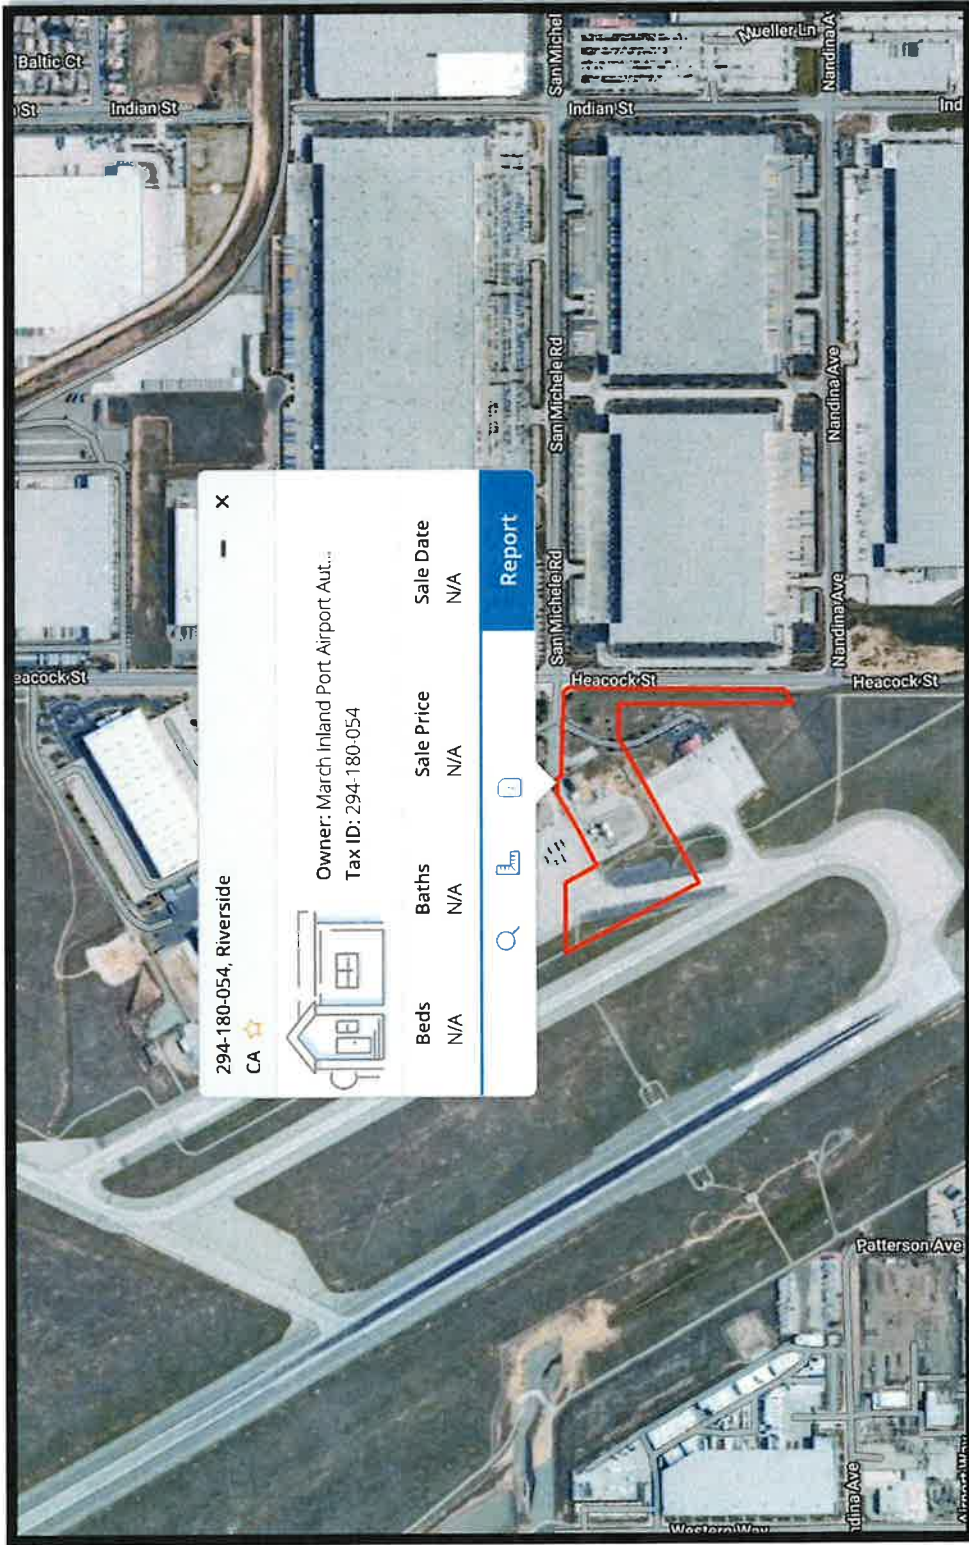 294-180-054, Riverside
CA
Owner: March Inland Port Airport Aut...
Tax ID: 294-180-054
Beds
Baths
Sale Price
Sale Date
N/A
N/A
N/A
N/A
Report
Baltic Ct
St
Indian St
San Michel
Mueller Ln
Nandina A
Indian St
Ind
San Michele Rd
Nandina Ave
San Michele Rd
Nandina Ave
eacock St
Heacock St
Heacock St
Patterson Ave
dina Ave
Western Way